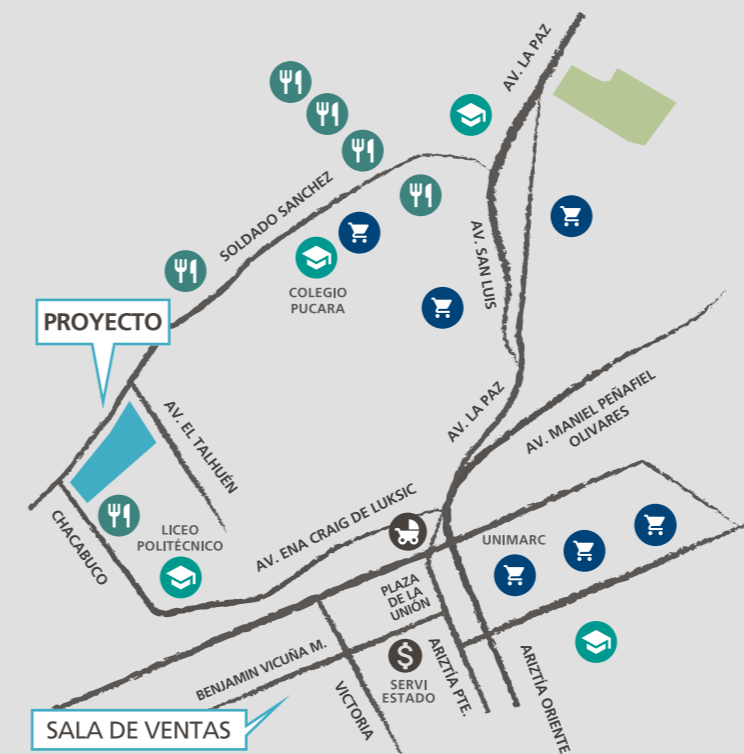 AV. LA PAZ
SOLDADO SANCHEZ
AV. SAN LUIS
COLEGIO
PUCARA
PROYECTO
AV. LA PAZ
AV. MANIEL PEÑAFIEL
OLIVARES
AV. EL TALHUÉN
CHACABUCO
LICEO
POLITÉCNICO
AV. ENA CRAIG DE LUKSIC
UNIMARC
PLAZA
DE LA
UNIÓN
BENJAMIN VICUÑA M.
$
SERVI
ESTADO
VICTORIA
ARIZTÍA PTE.
ARIZTÍA ORIENTE
SALA DE VENTAS